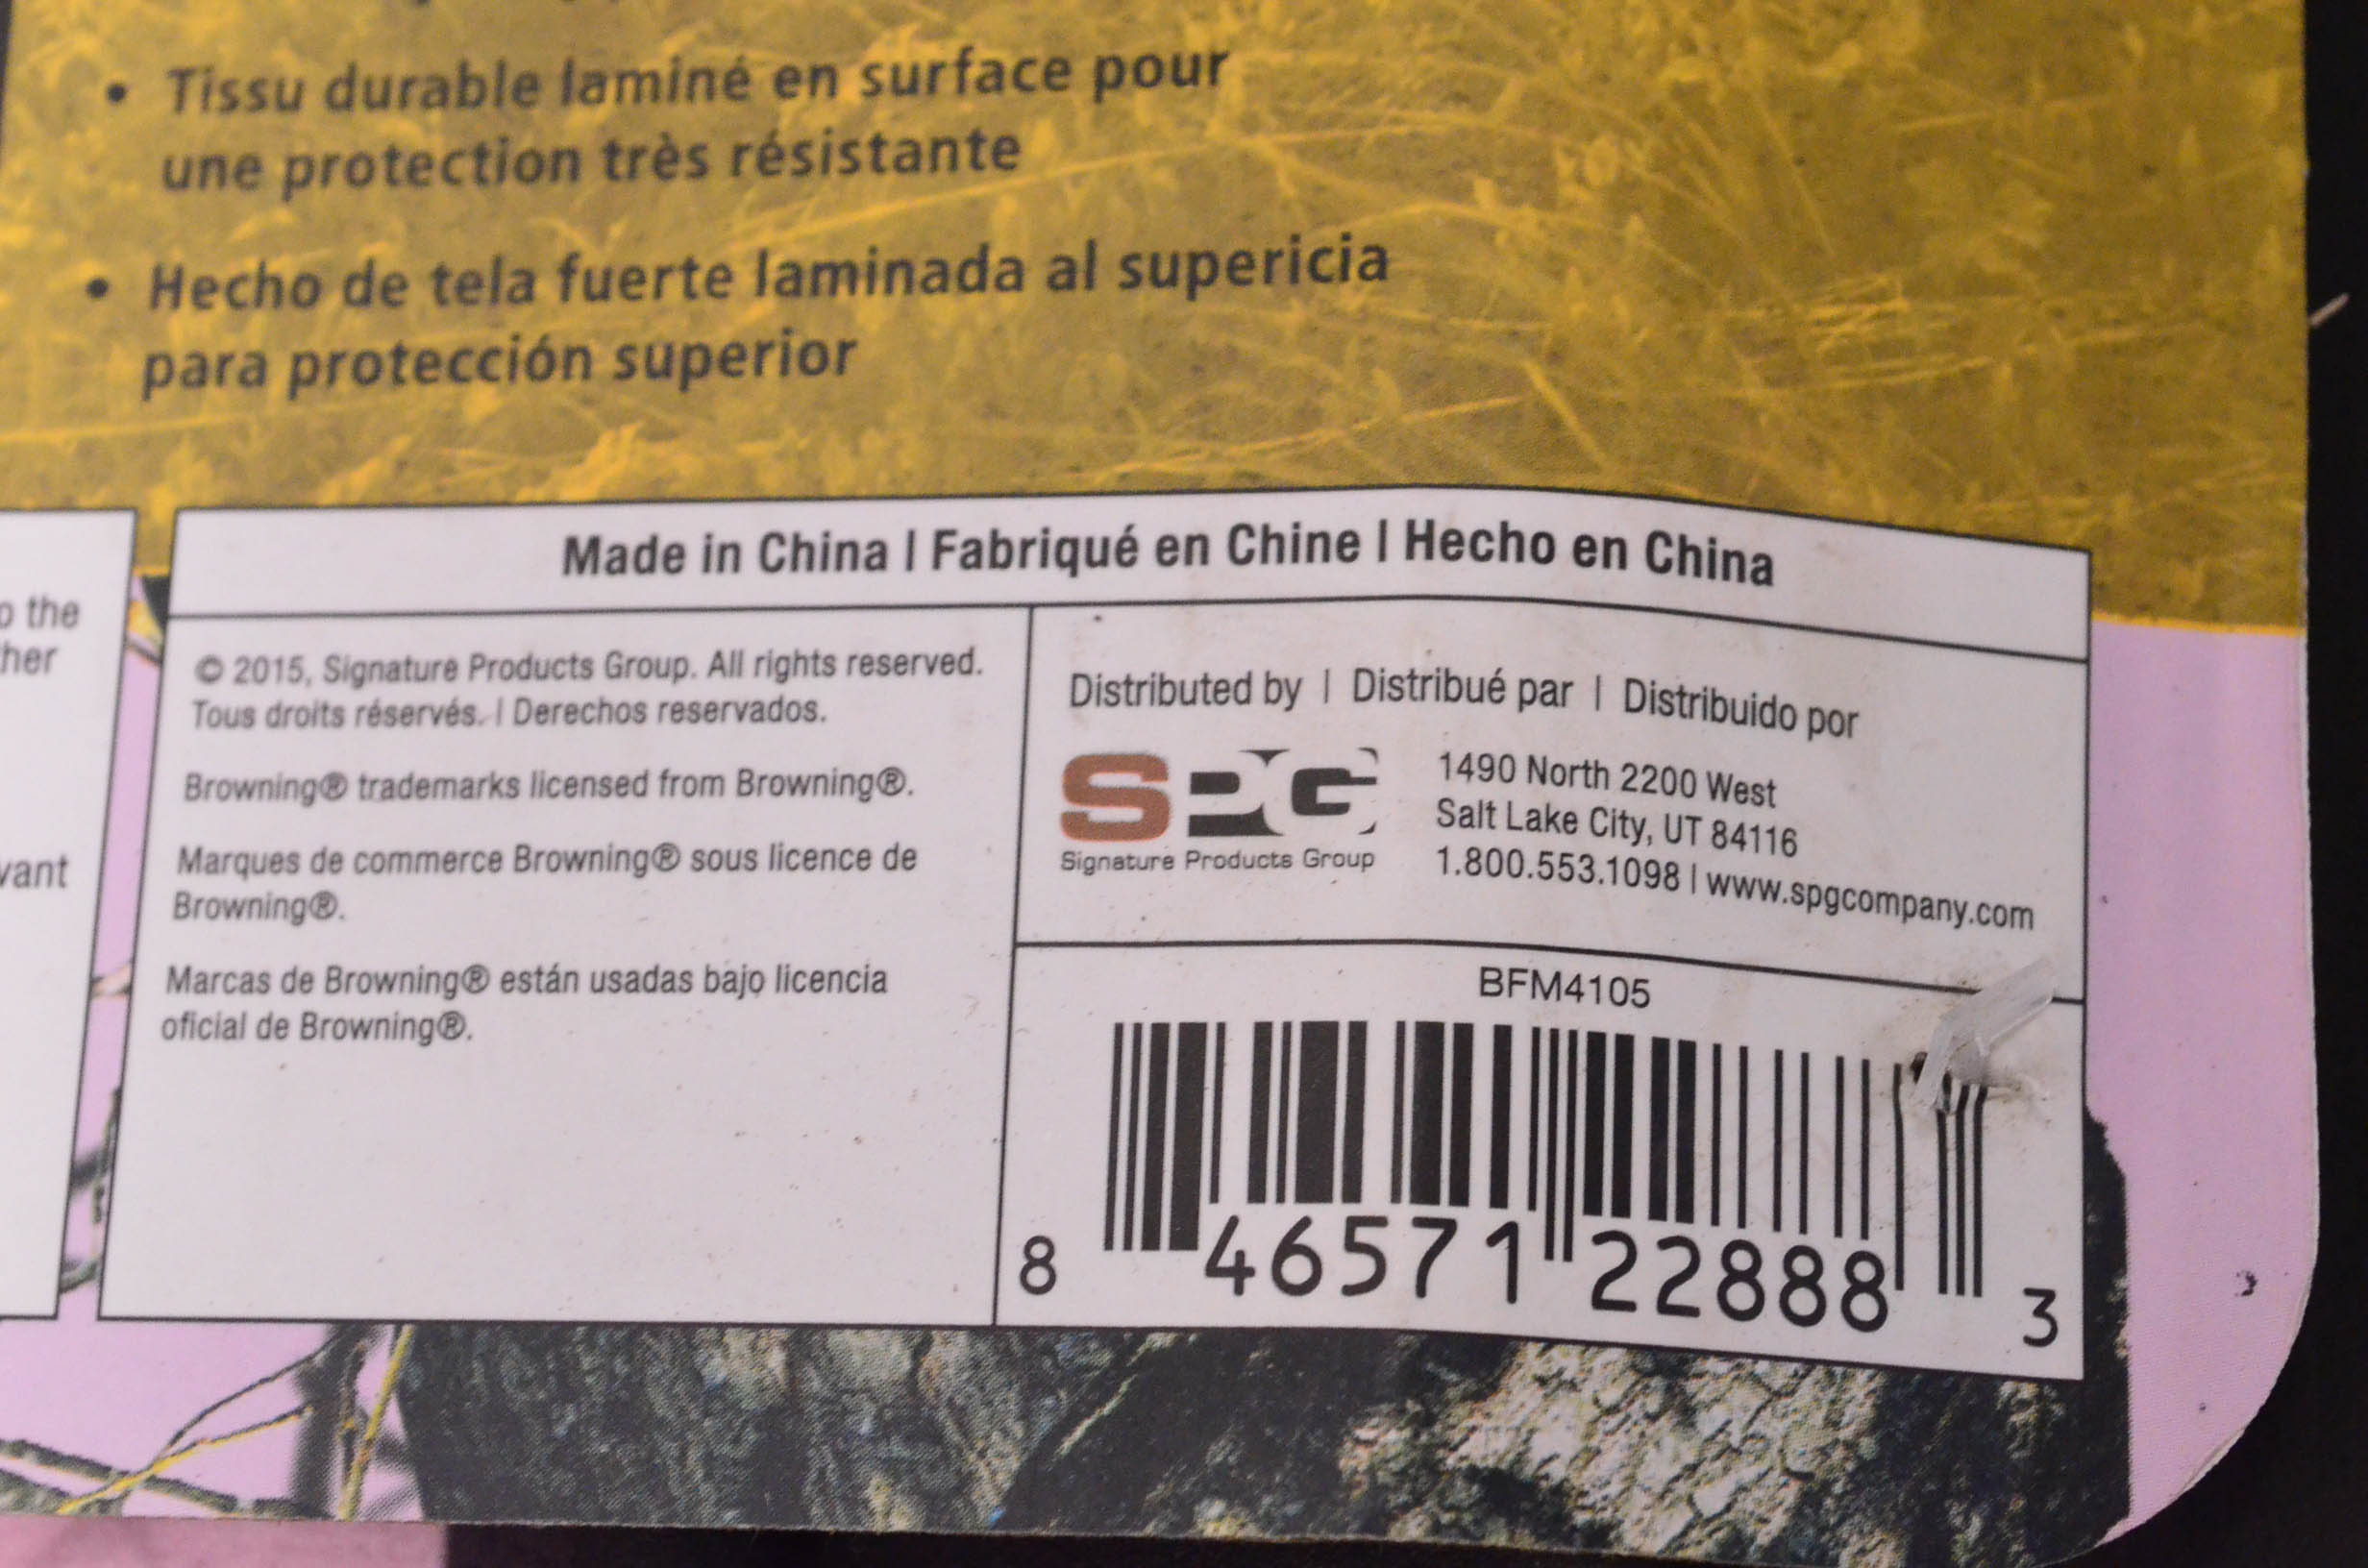 • Tissu durable laminé en surface pour
une protection très résistante
• Hecho de tela fuerte laminada al supericia
para protección superior
the
Made in China | Fabriqué en Chine | Hecho en China
© 2015, Signature Products Group. All rights reserved.
Tous droits réservés. | Derechos reservados.
Browning® trademarks licensed from Browning®.
Marques de commerce Browning® sous licence de
Browning®.
Marcas de Browning® están usadas bajo licencia
oficial de Browning®.
Distributed by | Distribué par | Distribuido por
SPG
Signature Products Group
1490 North 2200 West
Salt Lake City, UT 84116
1.800.553.1098 | www.spgcompany.com
BFM4105
8 46571 22888 3